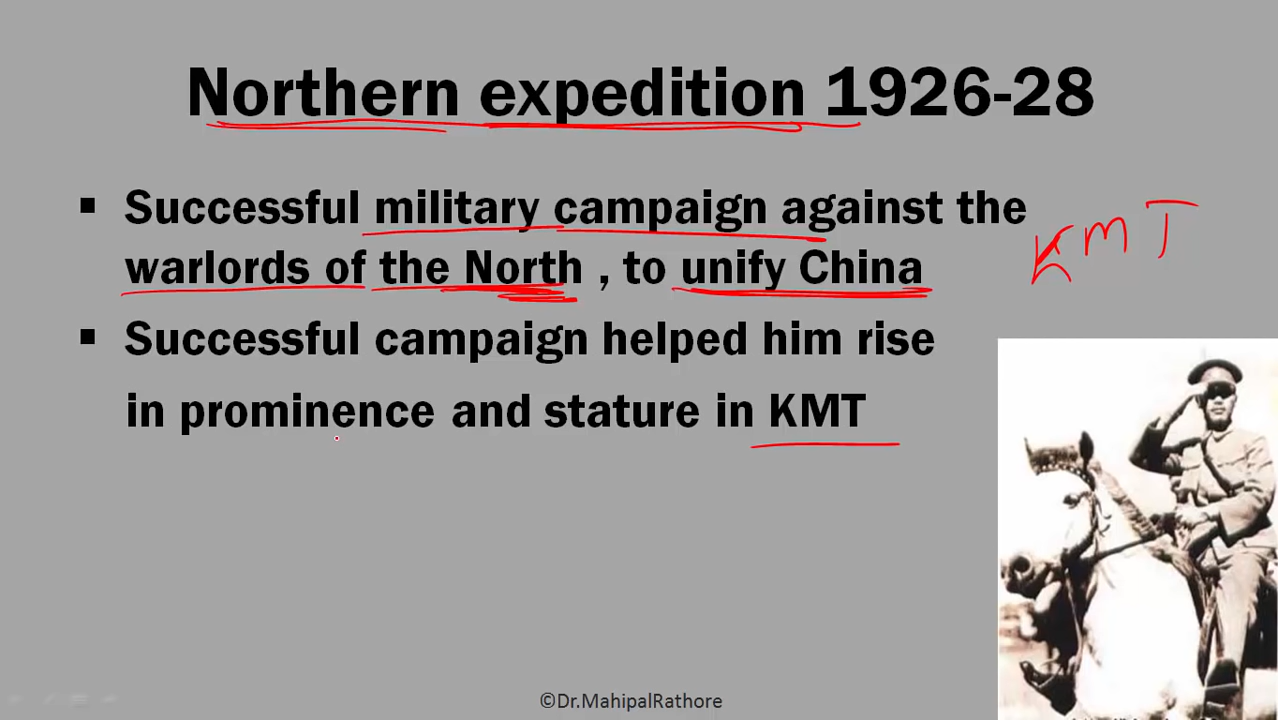 Northern expedition 1926-28
▪ Successful military campaign against the
warlords of the North , to unify China
KMT
▪ Successful campaign helped him rise
in prominence and stature in KMT
©Dr.MahipalRathore